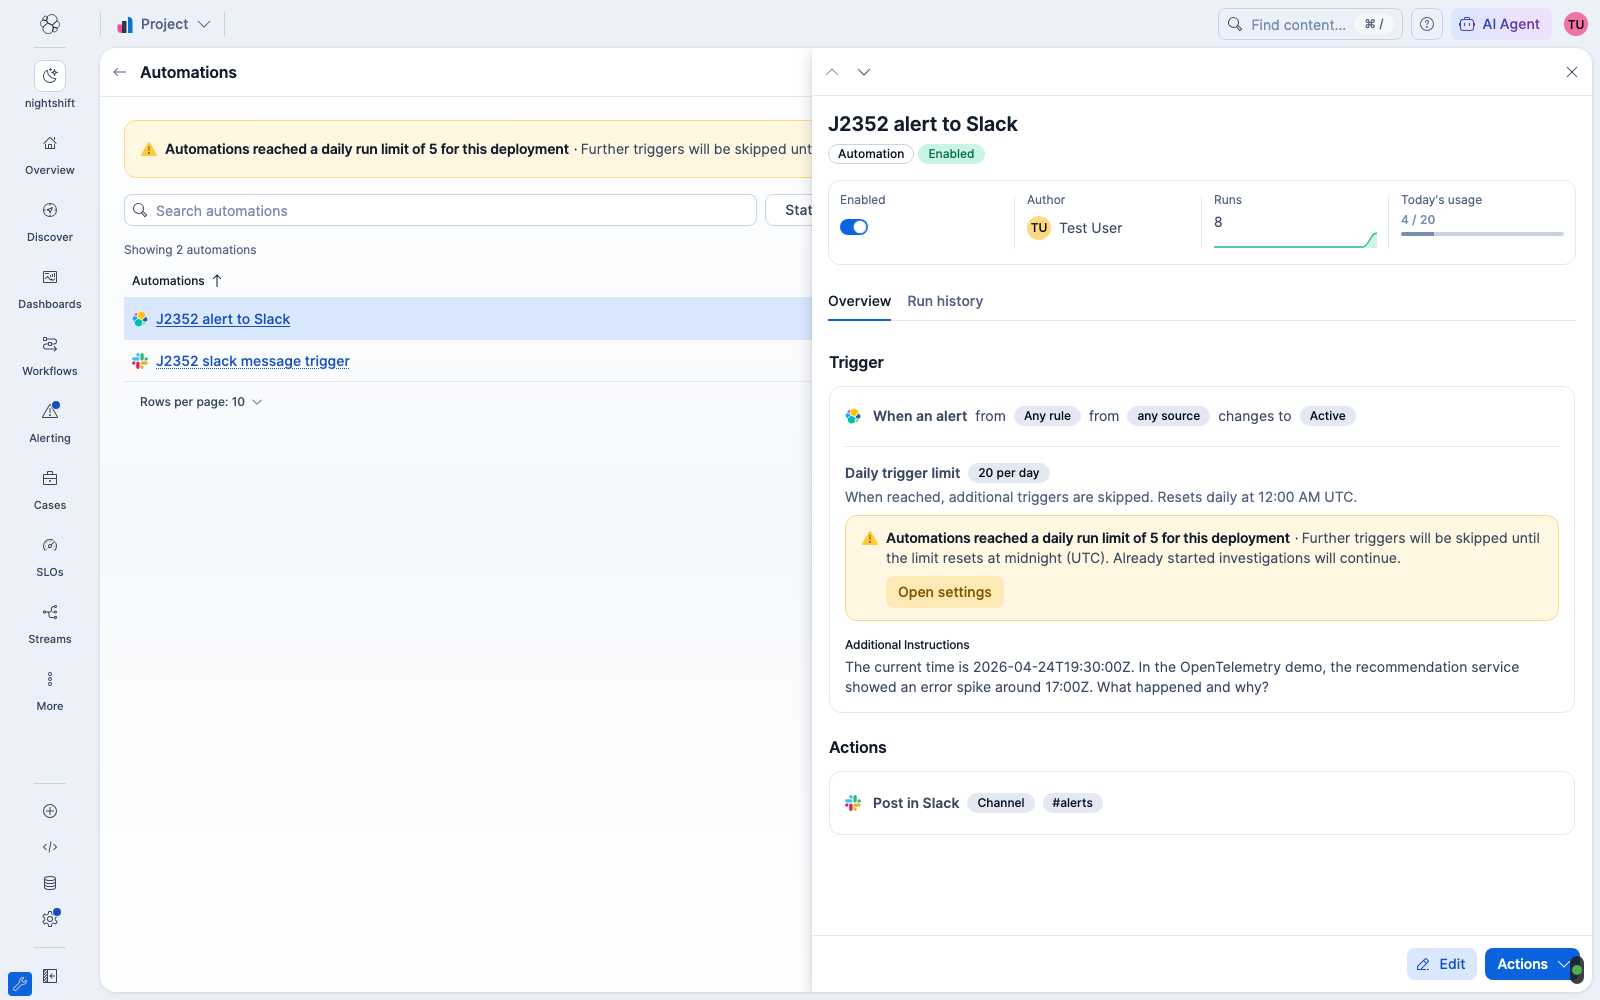 Project
Find content...
⌘ /
AI Agent
TU
nightshift
Overview
Discover
Dashboards
Workflows
Alerting
Cases
SLOs
Streams
More
Automations
Automations reached a daily run limit of 5 for this deployment · Further triggers will be skipped unt
Search automations
Stat
Showing 2 automations
Automations ↑
J2352 alert to Slack
J2352 slack message trigger
Rows per page: 10
J2352 alert to Slack
Automation Enabled
Enabled
Author
TU Test User
Runs
8
Today's usage
4 / 20
Overview Run history
Trigger
When an alert from Any rule from any source changes to Active
Daily trigger limit 20 per day
When reached, additional triggers are skipped. Resets daily at 12:00 AM UTC.
Automations reached a daily run limit of 5 for this deployment · Further triggers will be skipped until
the limit resets at midnight (UTC). Already started investigations will continue.
Open settings
Additional Instructions
The current time is 2026-04-24T19:30:00Z. In the OpenTelemetry demo, the recommendation service
showed an error spike around 17:00Z. What happened and why?
Actions
Post in Slack Channel #alerts
Edit
Actions